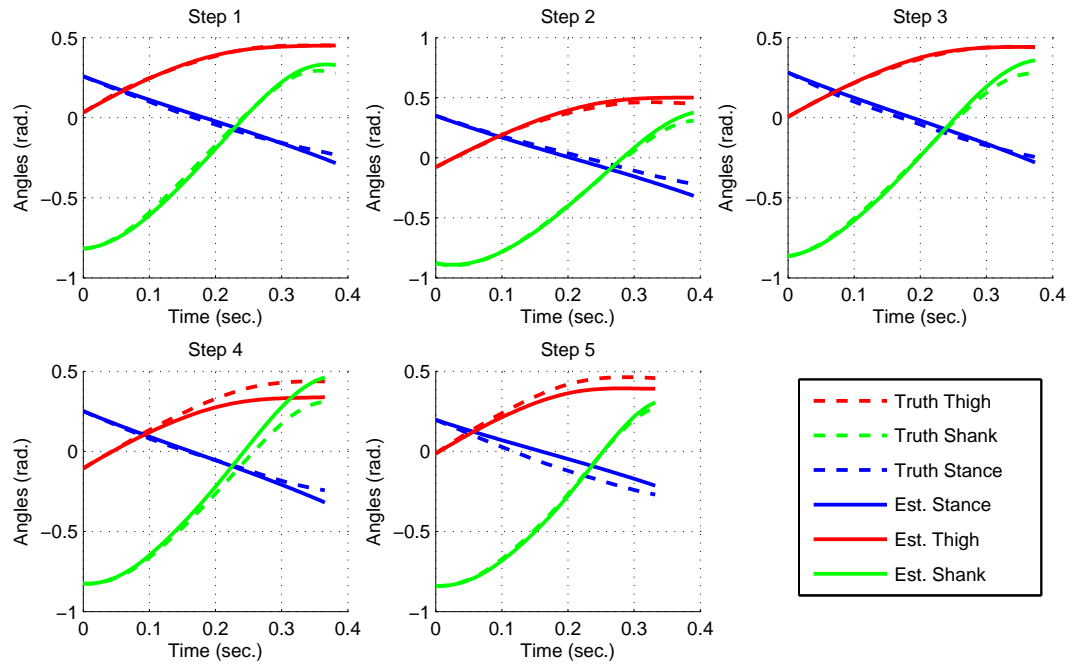 Step 1
0.5
0
−0.5
−1
Angles (rad.)
0
0.1
0.2
0.3
0.4
Time (sec.)
Step 2
1
0.5
0
−0.5
−1
Angles (rad.)
0
0.1
0.2
0.3
0.4
Time (sec.)
Step 3
0.5
0
−0.5
−1
Angles (rad.)
0
0.1
0.2
0.3
0.4
Time (sec.)
Step 4
0.5
0
−0.5
−1
Angles (rad.)
0
0.1
0.2
0.3
0.4
Time (sec.)
Step 5
0.5
0
−0.5
−1
Angles (rad.)
0
0.1
0.2
0.3
0.4
Time (sec.)
Truth Thigh
Truth Shank
Truth Stance
Est. Stance
Est. Thigh
Est. Shank